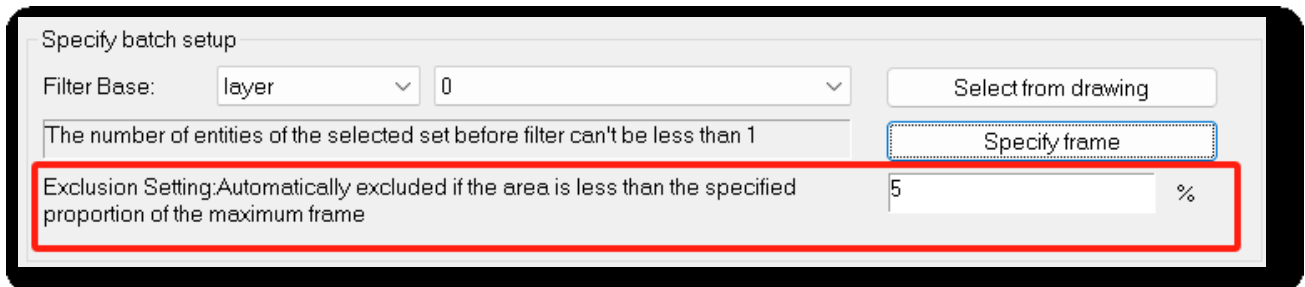 Specify batch setup
Filter Base: layer 0 Select from drawing
The number of entities of the selected set before filter can't be less than 1 Specify frame
Exclusion Setting:Automatically excluded if the area is less than the specified 5 %
proportion of the maximum frame